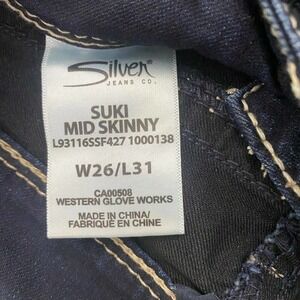 Silver
JEANS CO.
SUKI
MID SKINNY
L93116SSF427 1000138
W26/L31
CA00508
WESTERN GLOVE WORKS
MADE IN CHINA/
FABRIQUÉ EN CHINE